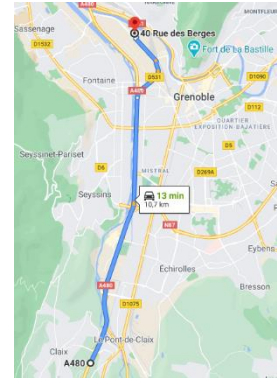 A480
MONTFLEUR
Sassenage
40 Rue des Berges
D1532
Fort de La Bastille
D531
D1090
Fontaine
A480
Grenoble
D112
QUARTIER
EXPOSITION BAJATIÈRE
Seyssinet-Pariset
D5
D6
MISTRAL
D269A
13 min
10,7 km
Seyssins
N87
Eybens
Échirolles
A480
Bresson
D1075
Le Pont-de-Claix
Claix
A480